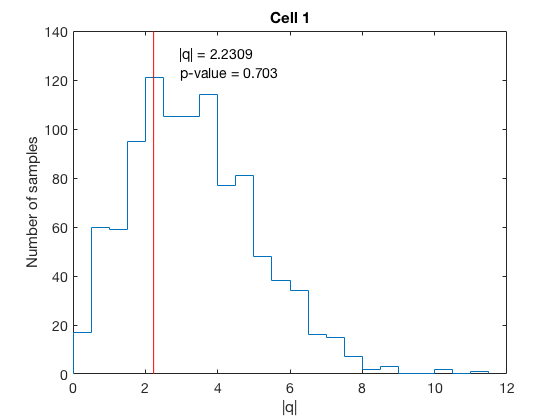 Cell 1
|q| = 2.2309
p-value = 0.703
Number of samples
140
120
100
80
60
40
20
0
0 2 4 6 8 10 12
|q|